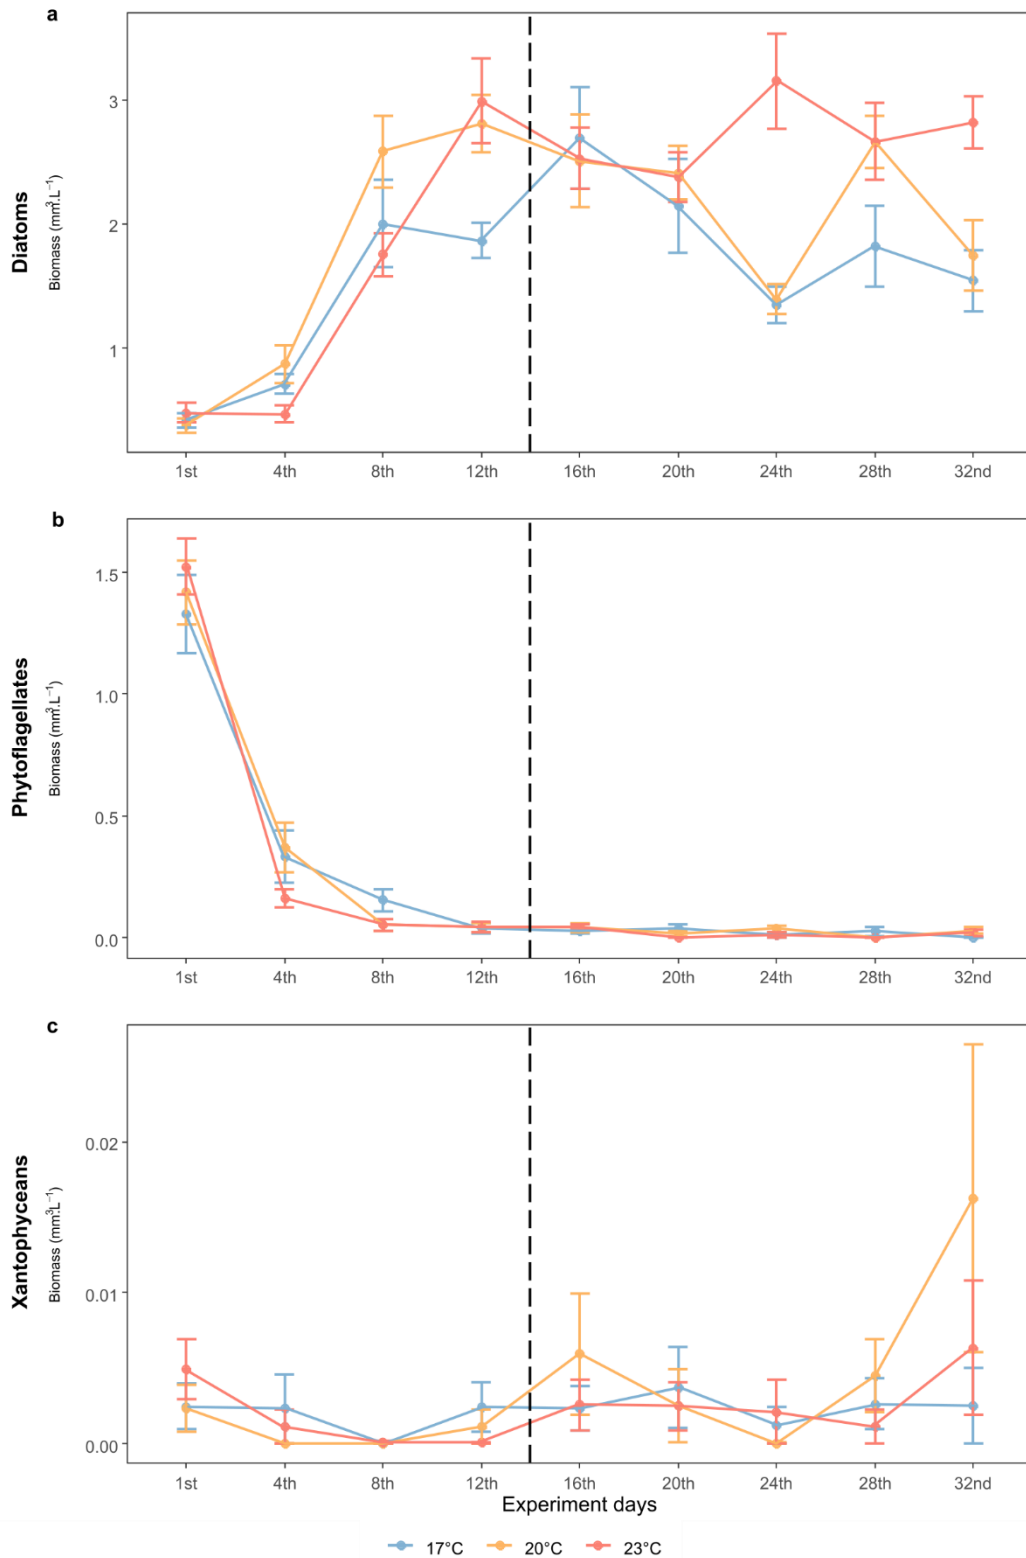 a
Diatoms
Biomass (mm³.L⁻¹)
3
2
1
1st 4th 8th 12th 16th 20th 24th 28th 32nd
b
Phytoflagellates
Biomass (mm³.L⁻¹)
1.5
1.0
0.5
0.0
1st 4th 8th 12th 16th 20th 24th 28th 32nd
c
Xantophyceans
Biomass (mm³.L⁻¹)
0.02
0.01
0.00
1st 4th 8th 12th 16th 20th 24th 28th 32nd
Experiment days
17°C 20°C 23°C